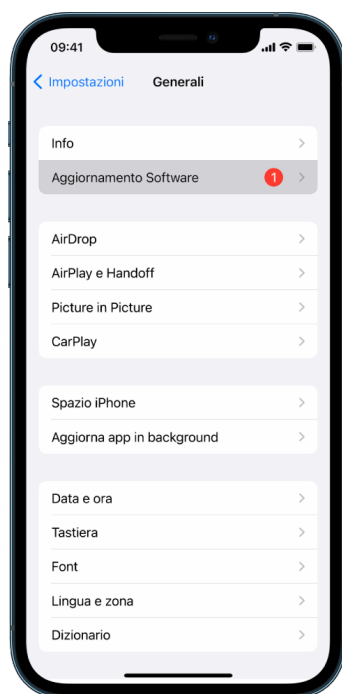 09:41
Impostazioni Generali
Info
Aggiornamento Software 1
AirDrop
AirPlay e Handoff
Picture in Picture
CarPlay
Spazio iPhone
Aggiorna app in background
Data e ora
Tastiera
Font
Lingua e zona
Dizionario